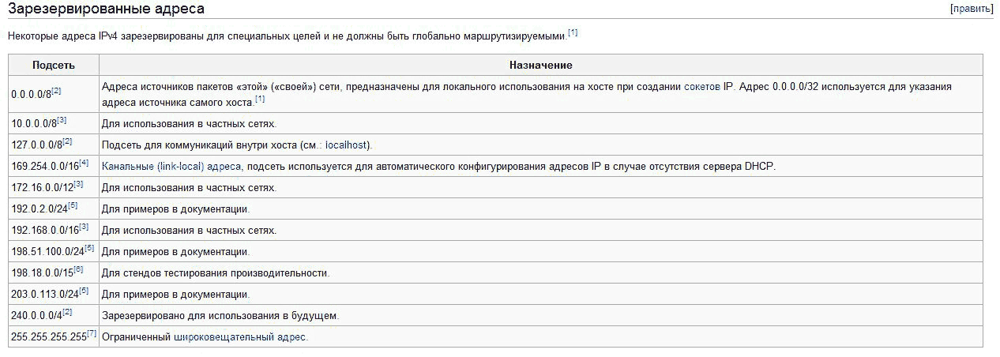 Зарезервированные адреса [править]
Некоторые адреса IPv4 зарезервированы для специальных целей и не должны быть глобально маршрутизируемыми.[1]
Подсеть Назначение
0.0.0.0/8[2] Адреса источников пакетов «этой» («своей») сети, предназначены для локального использования на хосте при создании сокетов IP. Адрес 0.0.0.0/32 используется для указания
адреса источника самого хоста.[1]
10.0.0.0/8[3] Для использования в частных сетях.
127.0.0.0/8[2] Подсеть для коммуникаций внутри хоста (см.: localhost).
169.254.0.0/16[4] Канальные (link-local) адреса, подсеть используется для автоматического конфигурирования адресов IP в случае отсутствия сервера DHCP.
172.16.0.0/12[3] Для использования в частных сетях.
192.0.2.0/24[5] Для примеров в документации.
192.168.0.0/16[3] Для использования в частных сетях.
198.51.100.0/24[5] Для примеров в документации.
198.18.0.0/15[6] Для стендов тестирования производительности.
203.0.113.0/24[5] Для примеров в документации.
240.0.0.0/4[2] Зарезервировано для использования в будущем.
255.255.255.255[7] Ограниченный широковещательный адрес.